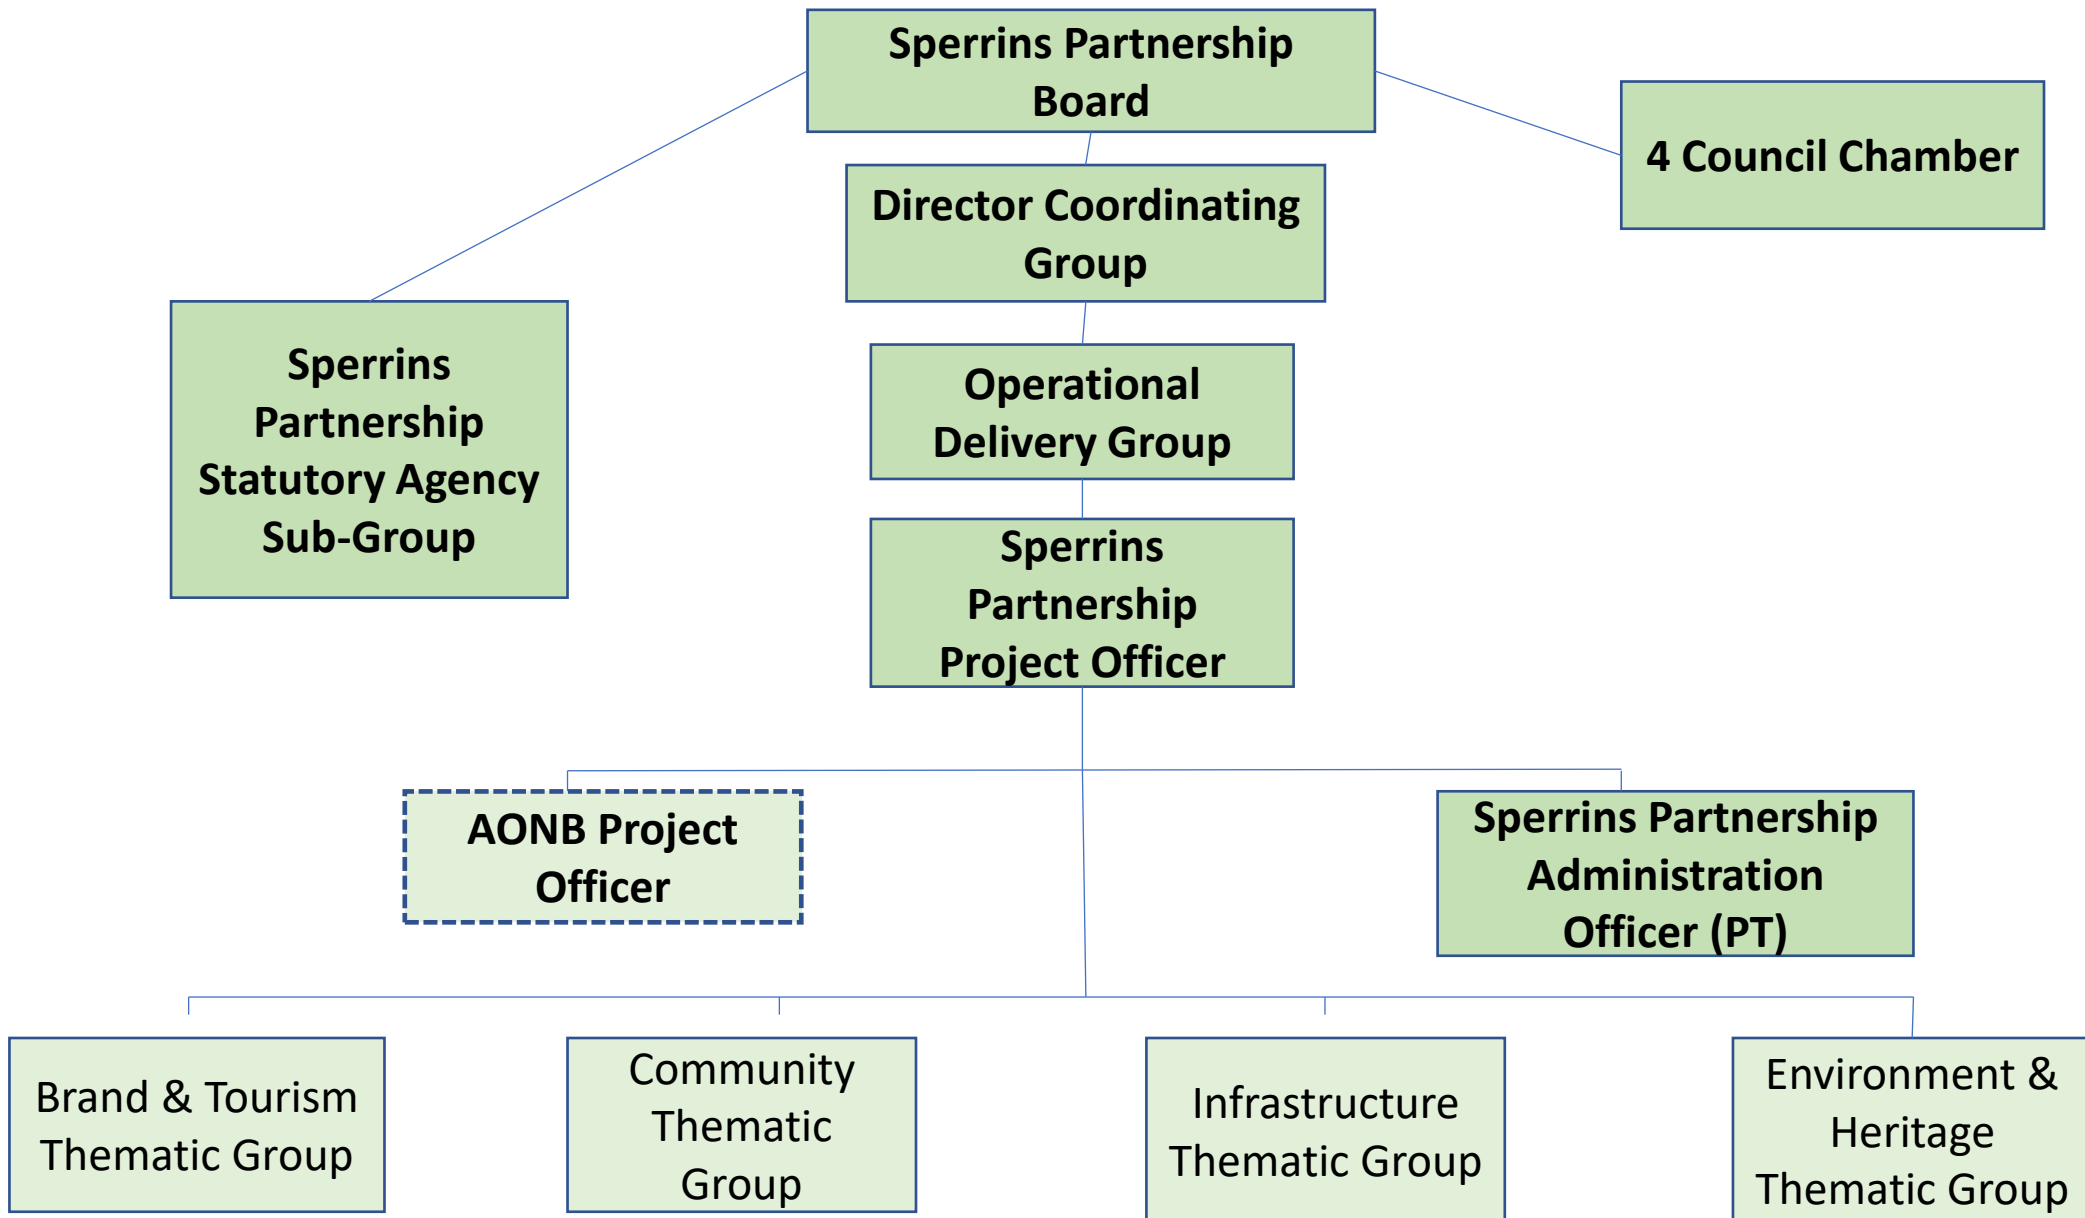 Sperrins Partnership
Board
4 Council Chamber
Director Coordinating
Group
Sperrins
Partnership
Statutory Agency
Sub-Group
Operational
Delivery Group
Sperrins
Partnership
Project Officer
AONB Project
Officer
Sperrins Partnership
Administration
Officer (PT)
Brand & Tourism
Thematic Group
Community
Thematic
Group
Infrastructure
Thematic Group
Environment &
Heritage
Thematic Group